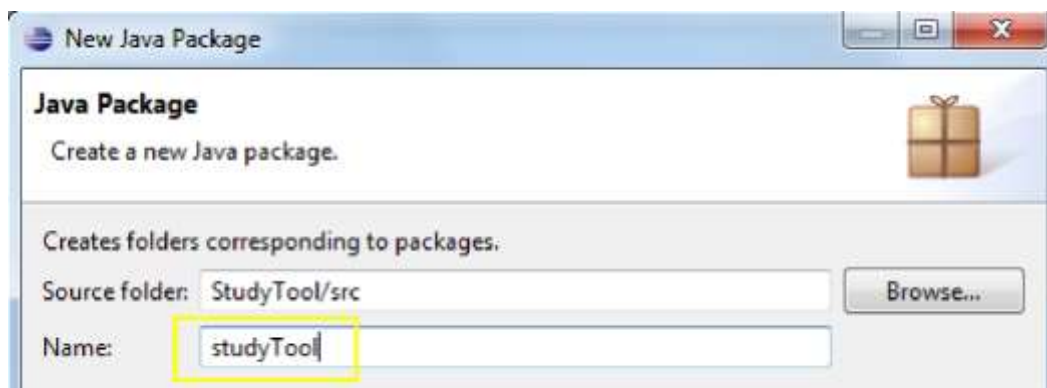 New Java Package
Java Package
Create a new Java package.
Creates folders corresponding to packages.
Source folder: StudyTool/src Browse...
Name: studyTool